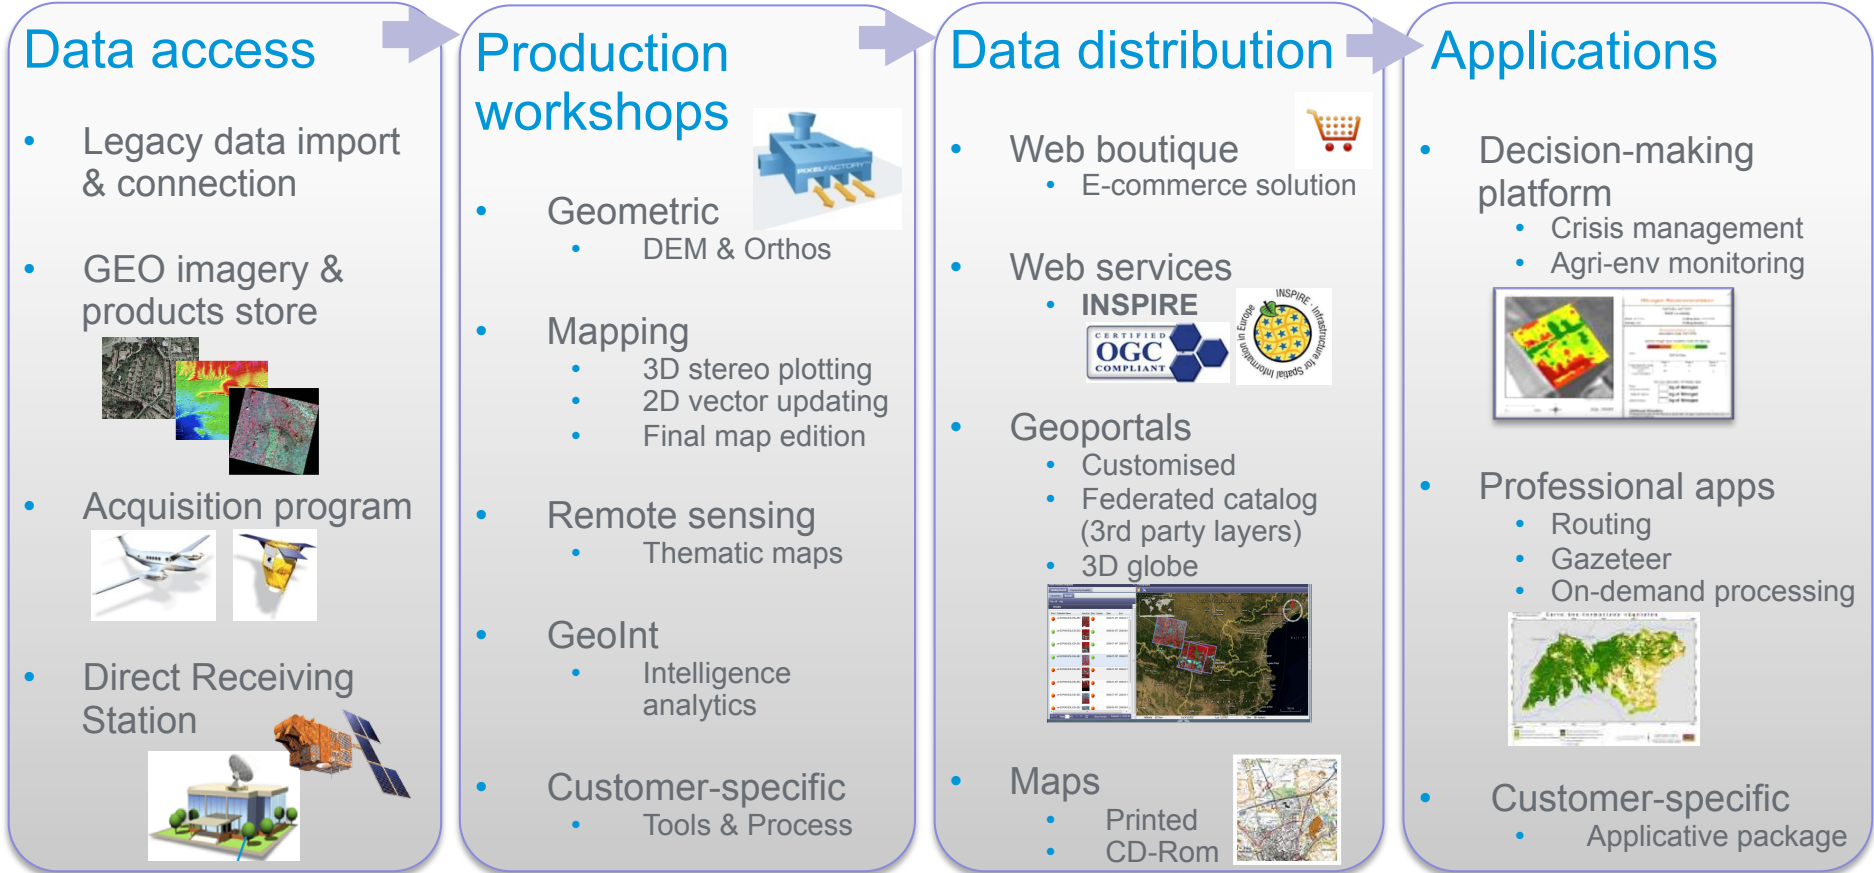 Data access
• Legacy data import
& connection
• GEO imagery &
products store
• Acquisition program
• Direct Receiving
Station
Production
workshops
PIXELFACTORY
• Geometric
• DEM & Orthos
• Mapping
• 3D stereo plotting
• 2D vector updating
• Final map edition
• Remote sensing
• Thematic maps
• GeoInt
• Intelligence
analytics
• Customer-specific
• Tools & Process
Data distribution
• Web boutique
• E-commerce solution
• Web services
• INSPIRE
CERTIFIED
OGC
COMPLIANT
INSPIRE - Infrastructure for Spatial Information in Europe
• Geoportals
• Customised
• Federated catalog
(3rd party layers)
• 3D globe
• Maps
• Printed
• CD-Rom
Applications
• Decision-making
platform
• Crisis management
• Agri-env monitoring
• Professional apps
• Routing
• Gazeteer
• On-demand processing
• Customer-specific
• Applicative package